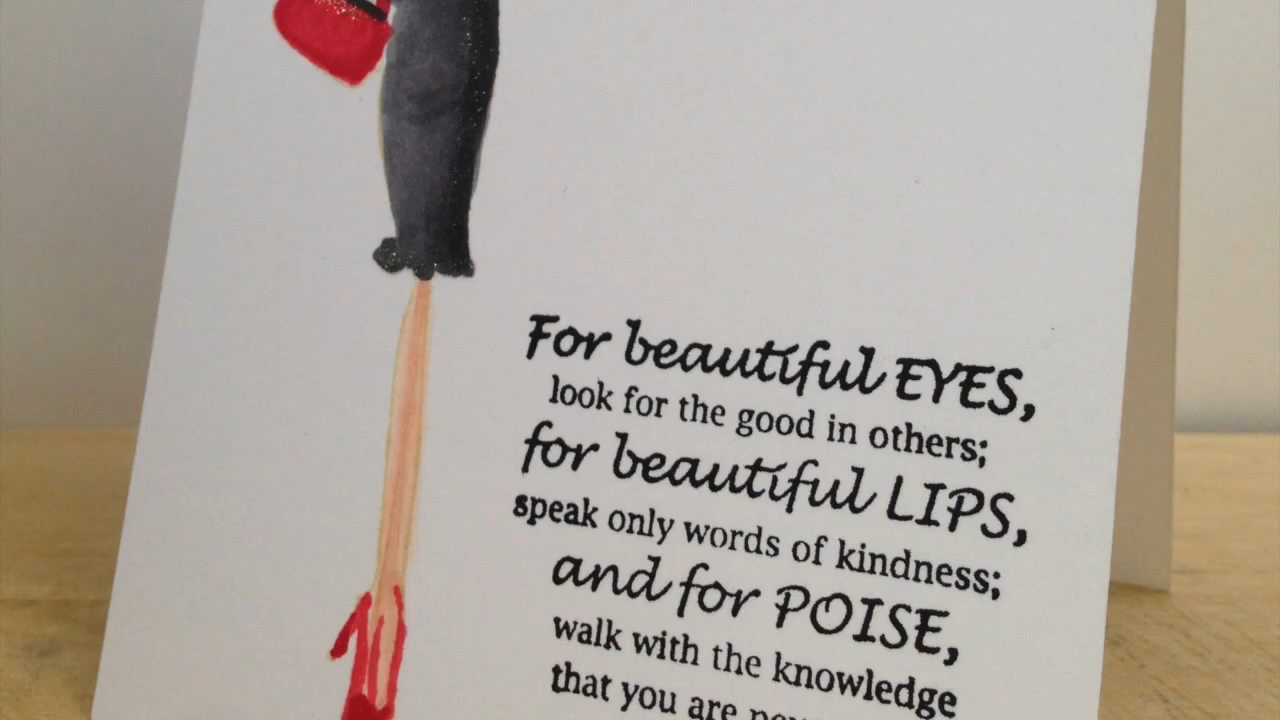 For beautiful EYES,
look for the good in others;
for beautiful LIPS,
speak only words of kindness;
and for POISE,
walk with the knowledge
that you are